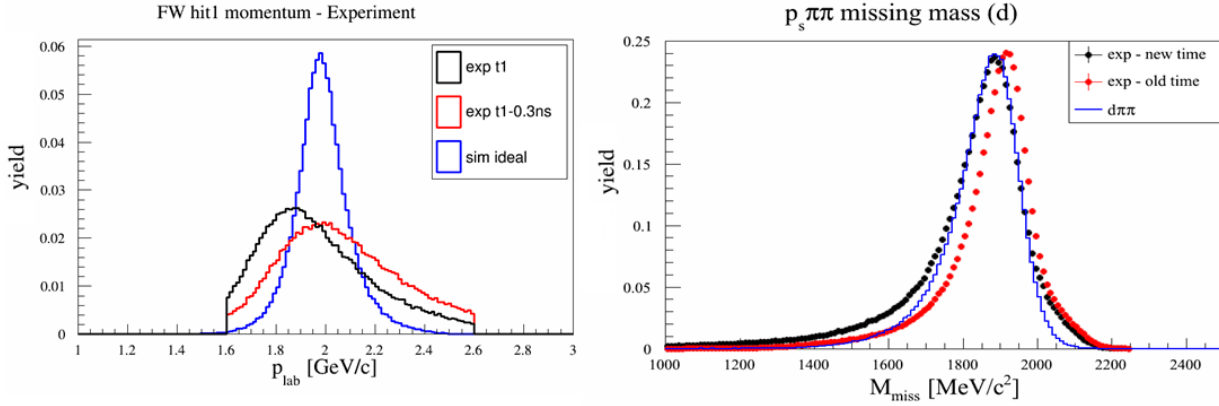 FW hit1 momentum - Experiment
yield
0.06
0.05
0.04
0.03
0.02
0.01
0
exp t1
exp t1-0.3ns
sim ideal
1 1.2 1.4 1.6 1.8 2 2.2 2.4 2.6 2.8 3
p_lab [GeV/c]
p_s ππ missing mass (d)
yield
0.25
0.2
0.15
0.1
0.05
0
exp - new time
exp - old time
dππ
1000 1200 1400 1600 1800 2000 2200 2400
M_miss [MeV/c²]